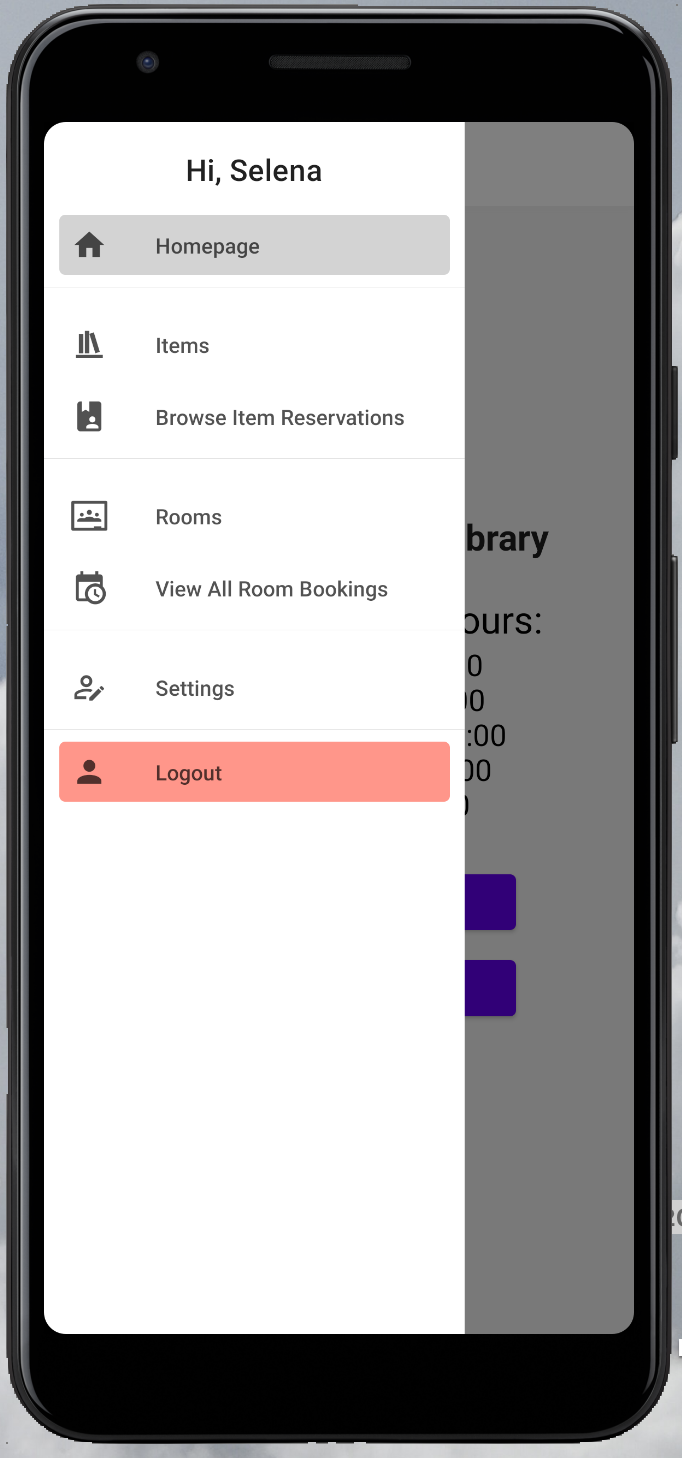 Hi, Selena
Homepage
Items
Browse Item Reservations
Rooms
View All Room Bookings
Settings
Logout
brary
ours:
0
00
:00
00